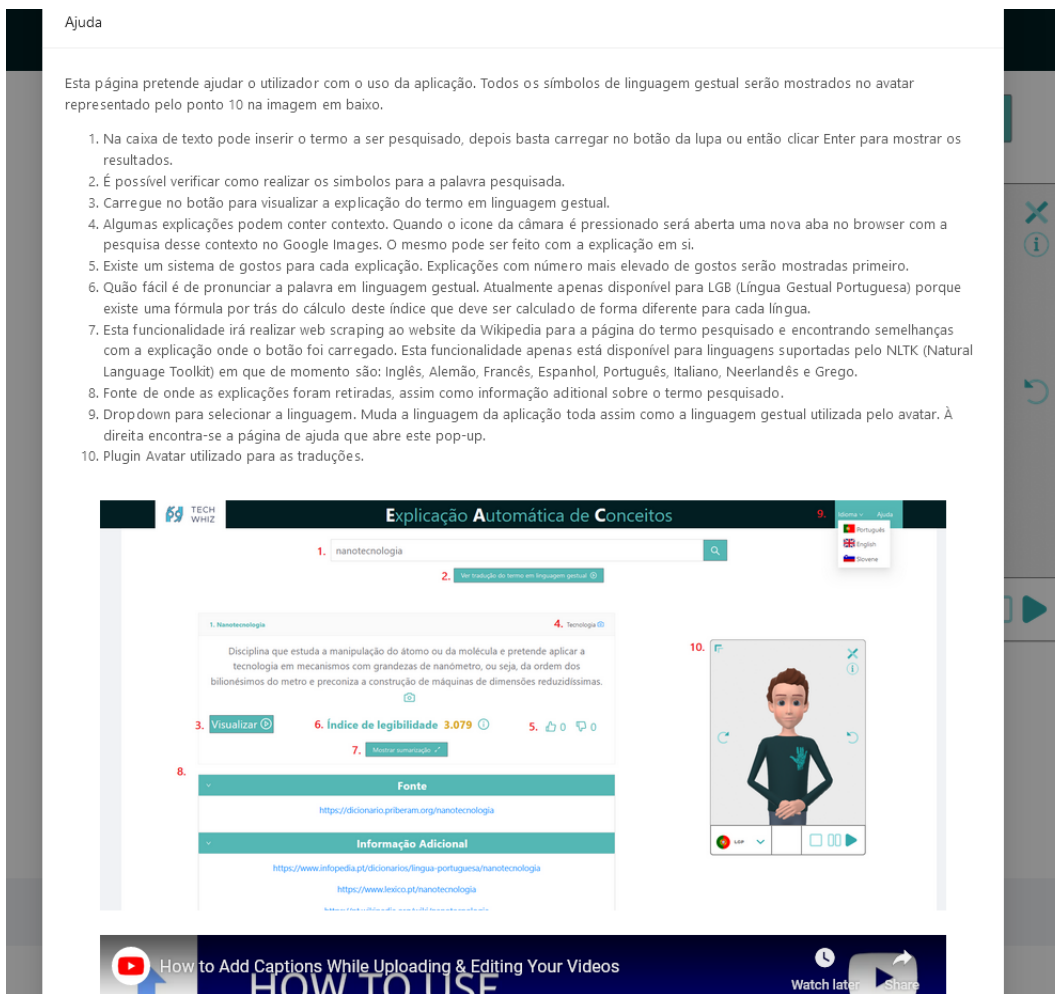 Ajuda
Esta página pretende ajudar o utilizador com o uso da aplicação. Todos os símbolos de linguagem gestual serão mostrados no avatar
representado pelo ponto 10 na imagem em baixo.
1. Na caixa de texto pode inserir o termo a ser pesquisado, depois basta carregar no botão da lupa ou então clicar Enter para mostrar os
resultados.
2. É possível verificar como realizar os simbolos para a palavra pesquisada.
3. Carregue no botão para visualizar a explicação do termo em linguagem gestual.
4. Algumas explicações podem conter contexto. Quando o icone da câmara é pressionado será aberta uma nova aba no browser com a
pesquisa desse contexto no Google Images. O mesmo pode ser feito com a explicação em si.
5. Existe um sistema de gostos para cada explicação. Explicações com número mais elevado de gostos serão mostradas primeiro.
6. Quão fácil é de pronunciar a palavra em linguagem gestual. Atualmente apenas disponível para LGB (Língua Gestual Portuguesa) porque
existe uma fórmula por trás do cálculo deste índice que deve ser calculado de forma diferente para cada língua.
7. Esta funcionalidade irá realizar web scraping ao website da Wikipedia para a página do termo pesquisado e encontrando semelhanças
com a explicação onde o botão foi carregado. Esta funcionalidade apenas está disponível para linguagens suportadas pelo NLTK (Natural
Language Toolkit) em que de momento são: Inglês, Alemão, Francês, Espanhol, Português, Italiano, Neerlandês e Grego.
8. Fonte de onde as explicações foram retiradas, assim como informação aditional sobre o termo pesquisado.
9. Dropdown para selecionar a linguagem. Muda a linguagem da aplicação toda assim como a linguagem gestual utilizada pelo avatar. À
direita encontra-se a página de ajuda que abre este pop-up.
10. Plugin Avatar utilizado para as traduções.
TECH
WHIZ
Explicação Automática de Conceitos
9. Idioma Ajuda
Português
English
Slovene
1. nanotecnologia
2. Ver tradução do termo em linguagem gestual
1. Nanotecnologia
4. Tecnologia
Disciplina que estuda a manipulação do átomo ou da molécula e pretende aplicar a
tecnologia em mecanismos com grandezas de nanómetro, ou seja, da ordem dos
bilionésimos do metro e preconiza a construção de máquinas de dimensões reduzidíssimas.
3. Visualizar
6. Índice de legibilidade 3.079
5. 0 0
7. Mostrar sumarização
8.
Fonte
https://dicionario.priberam.org/nanotecnologia
Informação Adicional
https://www.infopedia.pt/dicionarios/lingua-portuguesa/nanotecnologia
https://www.lexico.pt/nanotecnologia
10.
LGP
How to Add Captions While Uploading & Editing Your Videos
HOW TO USE
Watch later
Share